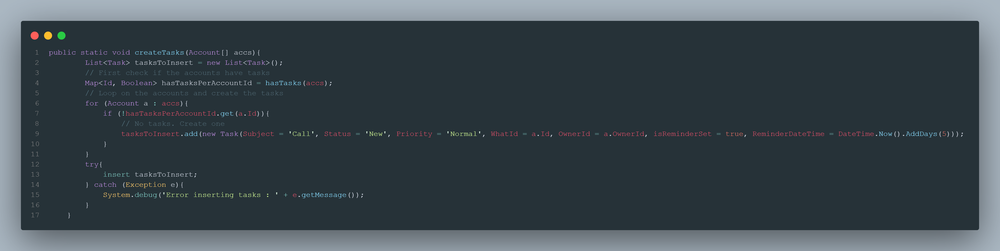 1 public static void createTasks(Account[] accs){
2 List<Task> tasksToInsert = new List<Task>();
3 // First check if the accounts have tasks
4 Map<Id, Boolean> hasTasksPerAccountId = hasTasks(accs);
5 // Loop on the accounts and create the tasks
6 for (Account a : accs){
7 if (!hasTasksPerAccountId.get(a.Id)){
8 // No tasks. Create one
9 tasksToInsert.add(new Task(Subject = 'Call', Status = 'New', Priority = 'Normal', WhatId = a.Id, OwnerId = a.OwnerId, isReminderSet = true, ReminderDateTime = DateTime.Now().AddDays(5)));
10 }
11 }
12 try{
13 insert tasksToInsert;
14 } catch (Exception e){
15 System.debug('Error inserting tasks : ' + e.getMessage());
16 }
17 }